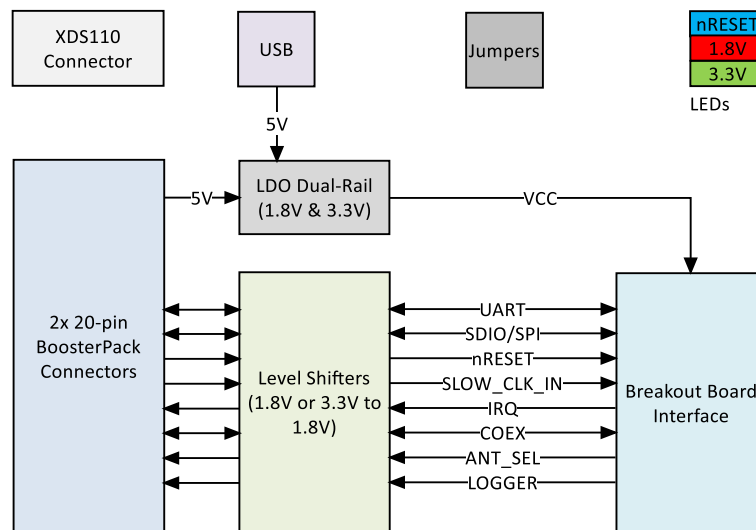 XDS110
Connector
USB
Jumpers
nRESET
1.8V
3.3V
LEDs
5V
LDO Dual-Rail
(1.8V & 3.3V)
5V
VCC
2x 20-pin
BoosterPack
Connectors
Level Shifters
(1.8V or 3.3V to
1.8V)
UART
SDIO/SPI
nRESET
SLOW_CLK_IN
IRQ
COEX
ANT_SEL
LOGGER
Breakout Board
Interface